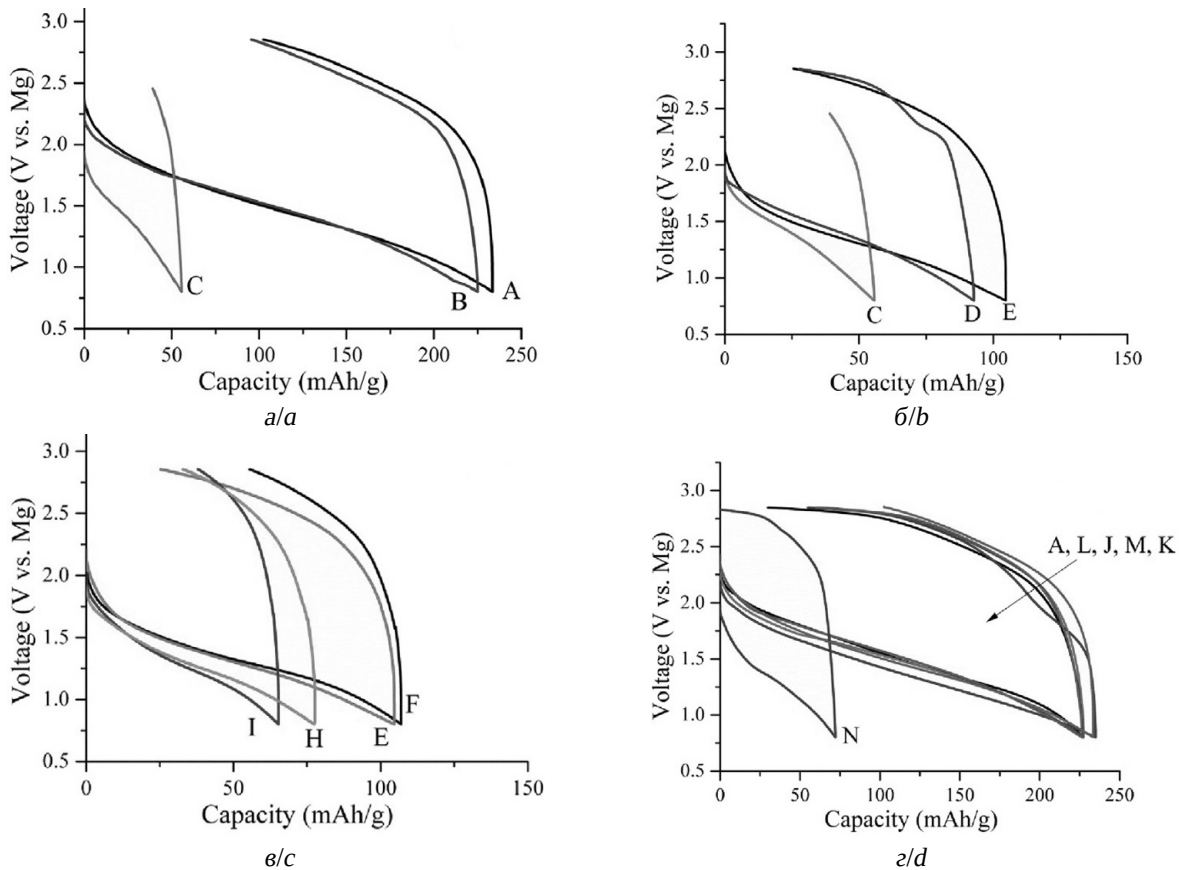 3.0
2.5
2.0
1.5
1.0
0.5
Voltage (V vs. Mg)
C
B
A
0
50
100
150
200
250
Capacity (mAh/g)
а/a
3.0
2.5
2.0
1.5
1.0
0.5
Voltage (V vs. Mg)
C
D
E
0
50
100
150
Capacity (mAh/g)
б/b
3.0
2.5
2.0
1.5
1.0
0.5
Voltage (V vs. Mg)
I
H
E
F
0
50
100
150
Capacity (mAh/g)
в/c
3.0
2.5
2.0
1.5
1.0
0.5
Voltage (V vs. Mg)
A, L, J, M, K
N
0
50
100
150
200
250
Capacity (mAh/g)
г/d